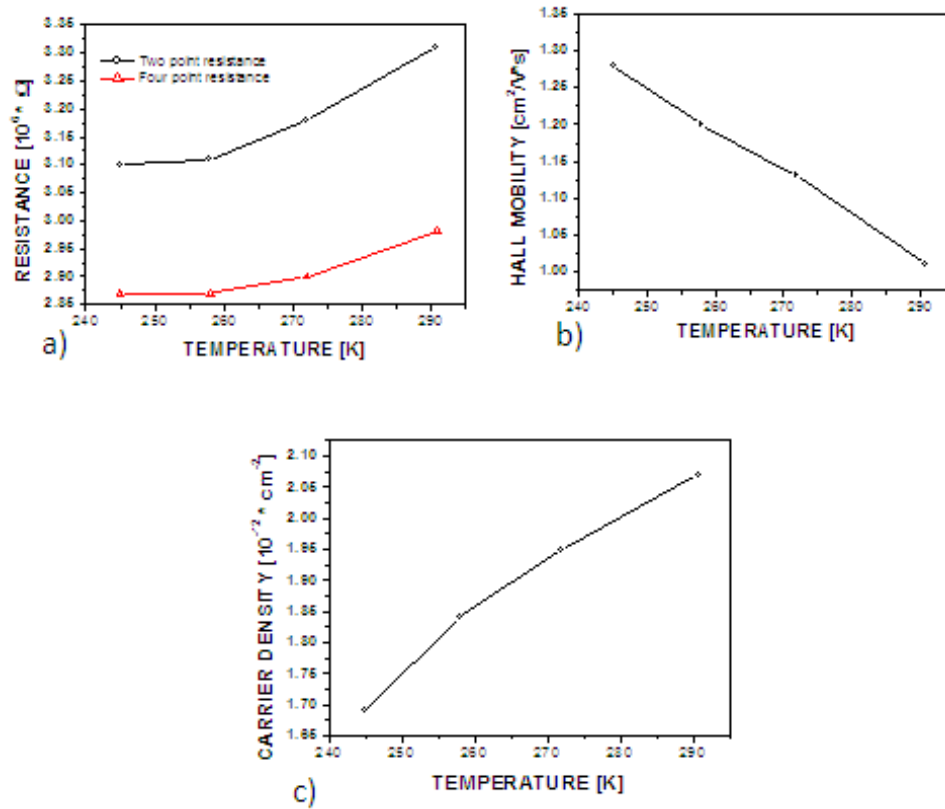 3.35
3.30
3.25
3.20
3.15
3.10
3.05
3.00
2.95
2.90
2.85
RESISTANCE [10⁶* Ω]
Two point resistance
Four point resistance
240 250 260 270 280 290
TEMPERATURE [K]
a)
1.35
1.30
1.25
1.20
1.15
1.10
1.05
1.00
HALL MOBILITY [cm²/V*s]
240 250 260 270 280 290
TEMPERATURE [K]
b)
2.10
2.05
2.00
1.95
1.90
1.85
1.80
1.75
1.70
1.65
CARRIER DENSITY [10⁻¹²* cm⁻²]
240 250 260 270 280 290
TEMPERATURE [K]
c)